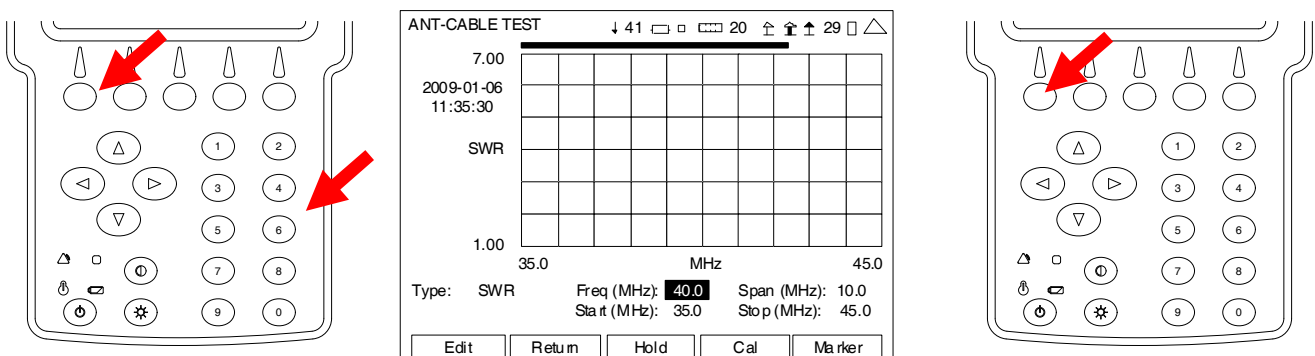 1 2
3 4
5 6
7 8
9 0
ANT-CABLE TEST 41 20 29
7.00
2009-01-06
11:35:30
SWR
1.00
35.0 MHz 45.0
Type: SWR Freq (MHz): 40.0 Span (MHz): 10.0
Start (MHz): 35.0 Stop (MHz): 45.0
Edit Return Hold Cal Marker
1 2
3 4
5 6
7 8
9 0